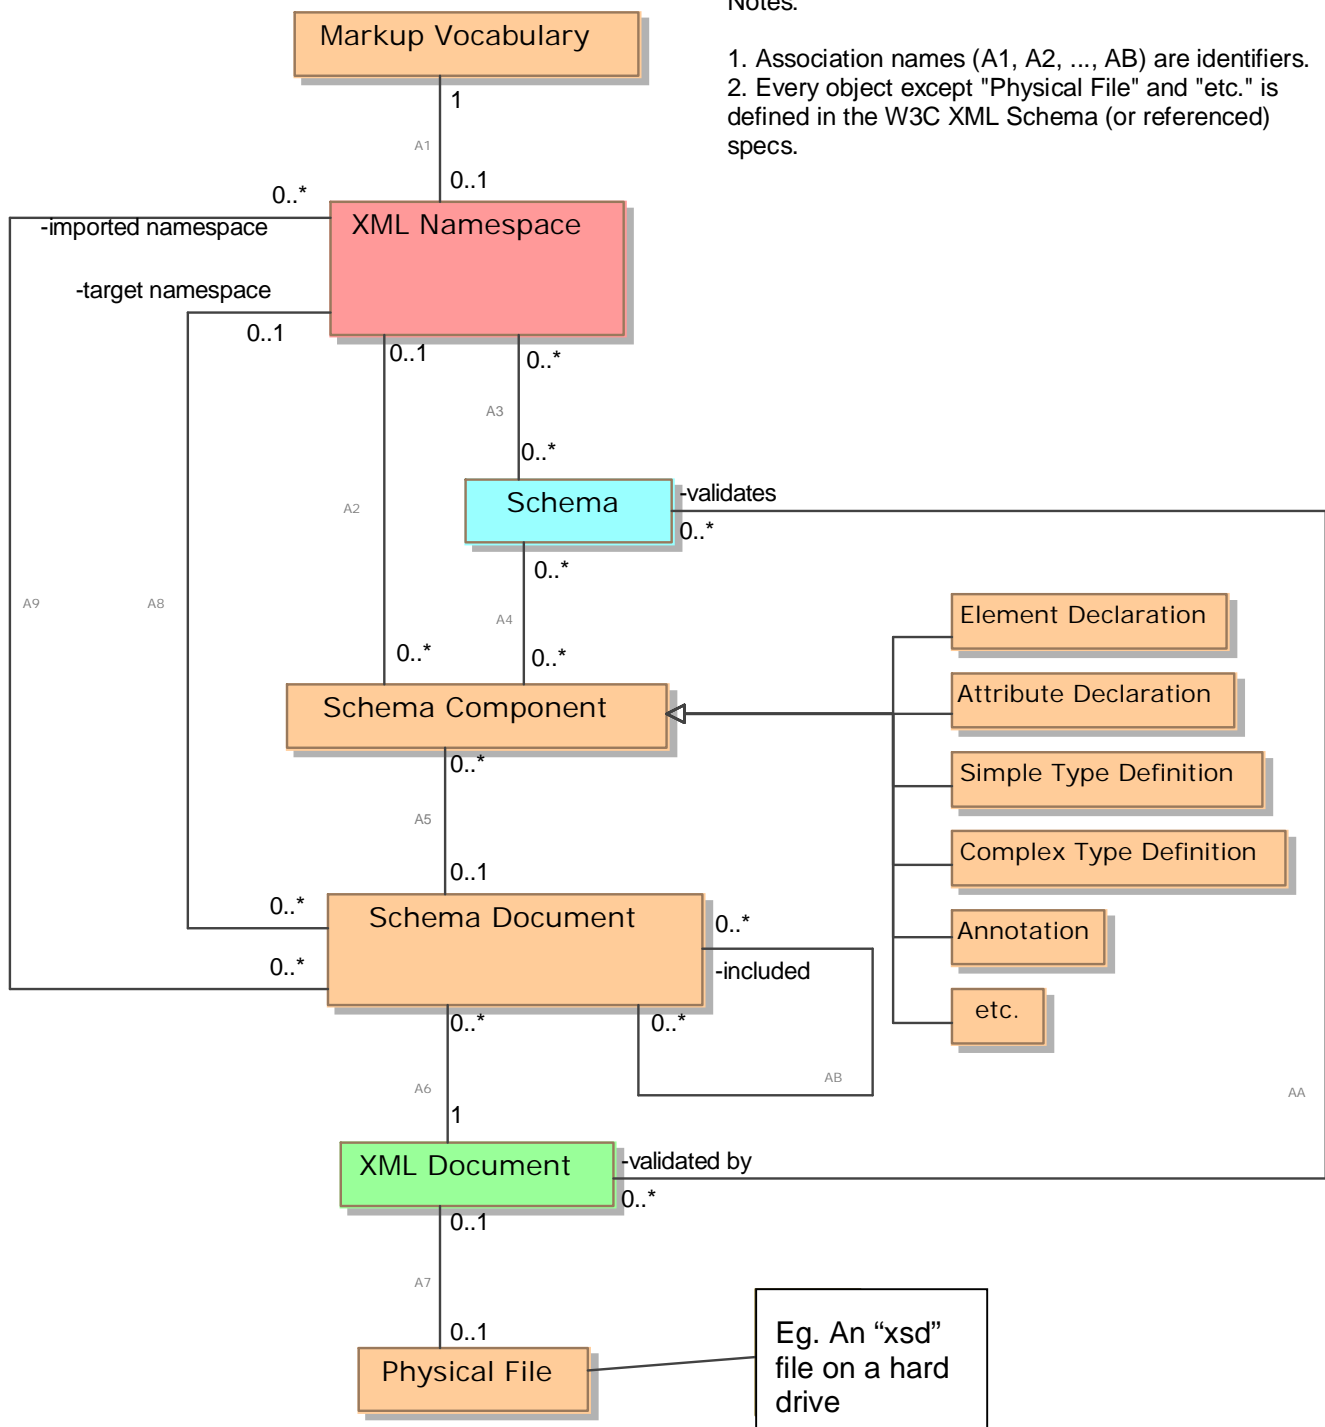 Notes:
Markup Vocabulary
1. Association names (A1, A2, ..., AB) are identifiers.
2. Every object except "Physical File" and "etc." is
defined in the W3C XML Schema (or referenced)
specs.
1
A1
0..1
0..*
-imported namespace
XML Namespace
-target namespace
0..1
0..1
0..*
A3
0..*
A2
Schema
-validates
0..*
0..*
A9
A8
A4
Element Declaration
0..*
0..*
Attribute Declaration
Schema Component
0..*
Simple Type Definition
A5
Complex Type Definition
0..1
0..*
Schema Document
0..*
Annotation
0..*
-included
0..*
0..*
etc.
A6
AB
AA
1
XML Document
-validated by
0..*
0..1
A7
0..1
Physical File
Eg. An “xsd”
file on a hard
drive